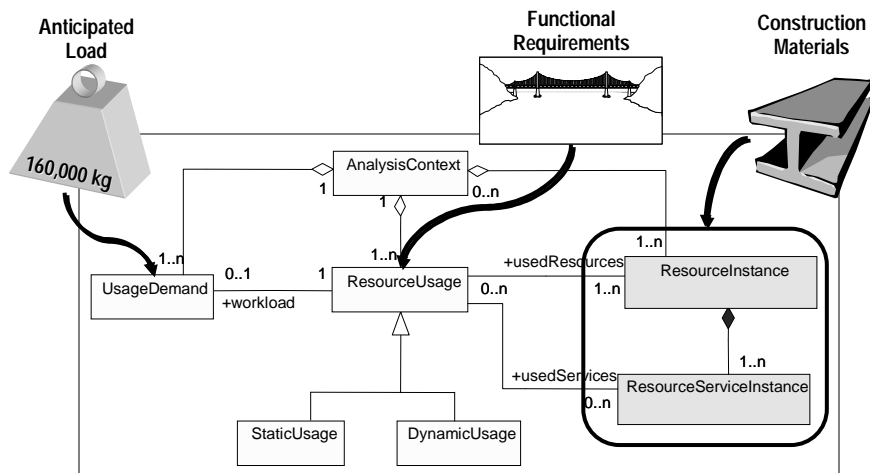 Anticipated
Load
Functional
Requirements
Construction
Materials
160,000 kg
AnalysisContext
1
1
0..n
1..n
1..n
1..n
UsageDemand
0..1
+workload
1
ResourceUsage
+usedResources
0..n
1..n
ResourceInstance
1..n
+usedServices
0..n
ResourceServiceInstance
StaticUsage
DynamicUsage